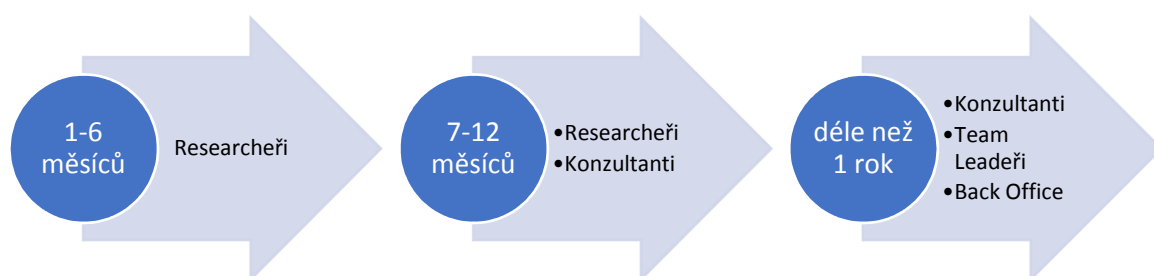 1-6
měsíců
Researcheři
7-12
měsíců
•Researcheři
•Konzultanti
déle než
1 rok
•Konzultanti
•Team
Leadeři
•Back Office